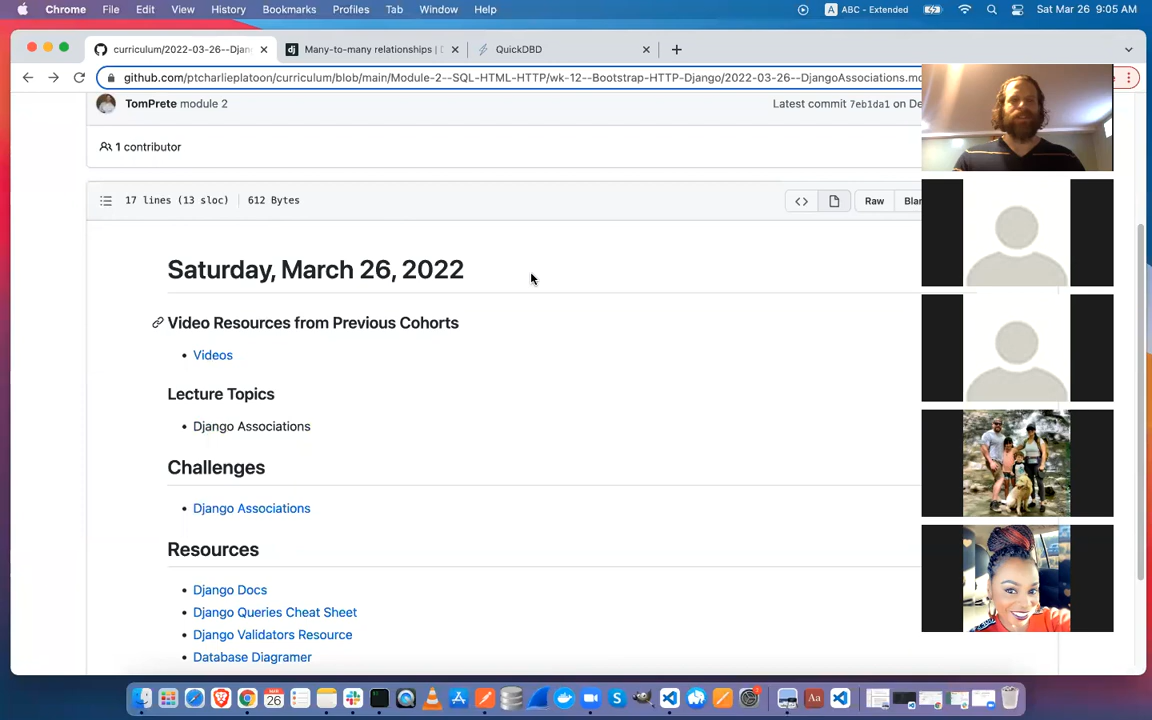 Chrome File Edit View History Bookmarks Profiles Tab Window Help
A ABC - Extended
Sat Mar 26 9:05 AM
curriculum/2022-03-26--Djan
Many-to-many relationships | D
QuickDBD
github.com/ptcharlieplatoon/curriculum/blob/main/Module-2--SQL-HTML-HTTP/wk-12--Bootstrap-HTTP-Django/2022-03-26--DjangoAssociations.md
TomPrete module 2
Latest commit 7eb1da1 on De
1 contributor
17 lines (13 sloc) 612 Bytes
Raw
Blan
Saturday, March 26, 2022
Video Resources from Previous Cohorts
• Videos
Lecture Topics
• Django Associations
Challenges
• Django Associations
Resources
• Django Docs
• Django Queries Cheat Sheet
• Django Validators Resource
• Database Diagramer
MAR
26
Aa